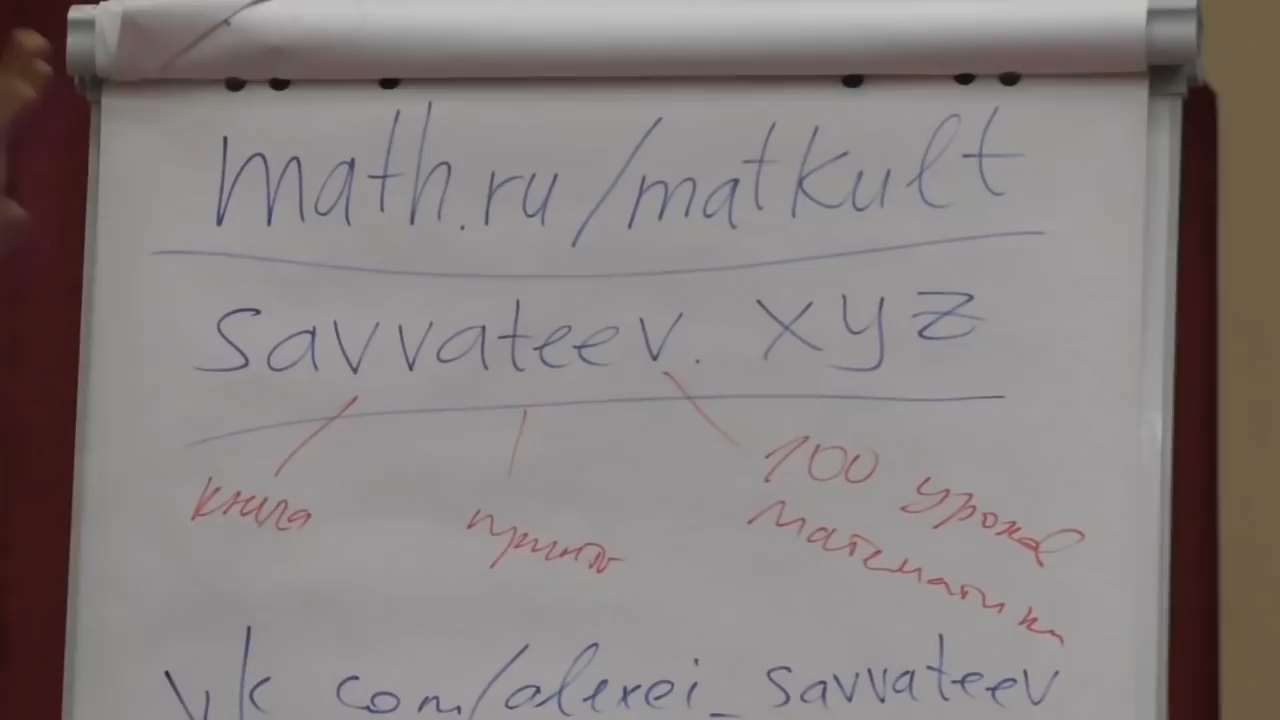 math.ru/matkult
savvateev.xyz
книга
100 уроков
математики
vk com/alexei_savvateev